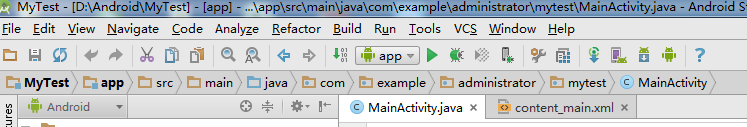 MyTest - [D:\Android\MyTest] - [app] - ...\app\src\main\java\com\example\administrator\mytest\MainActivity.java - Android S
File Edit View Navigate Code Analyze Refactor Build Run Tools VCS Window Help
app
MyTest app src main java com example administrator mytest MainActivity
Android MainActivity.java content_main.xml